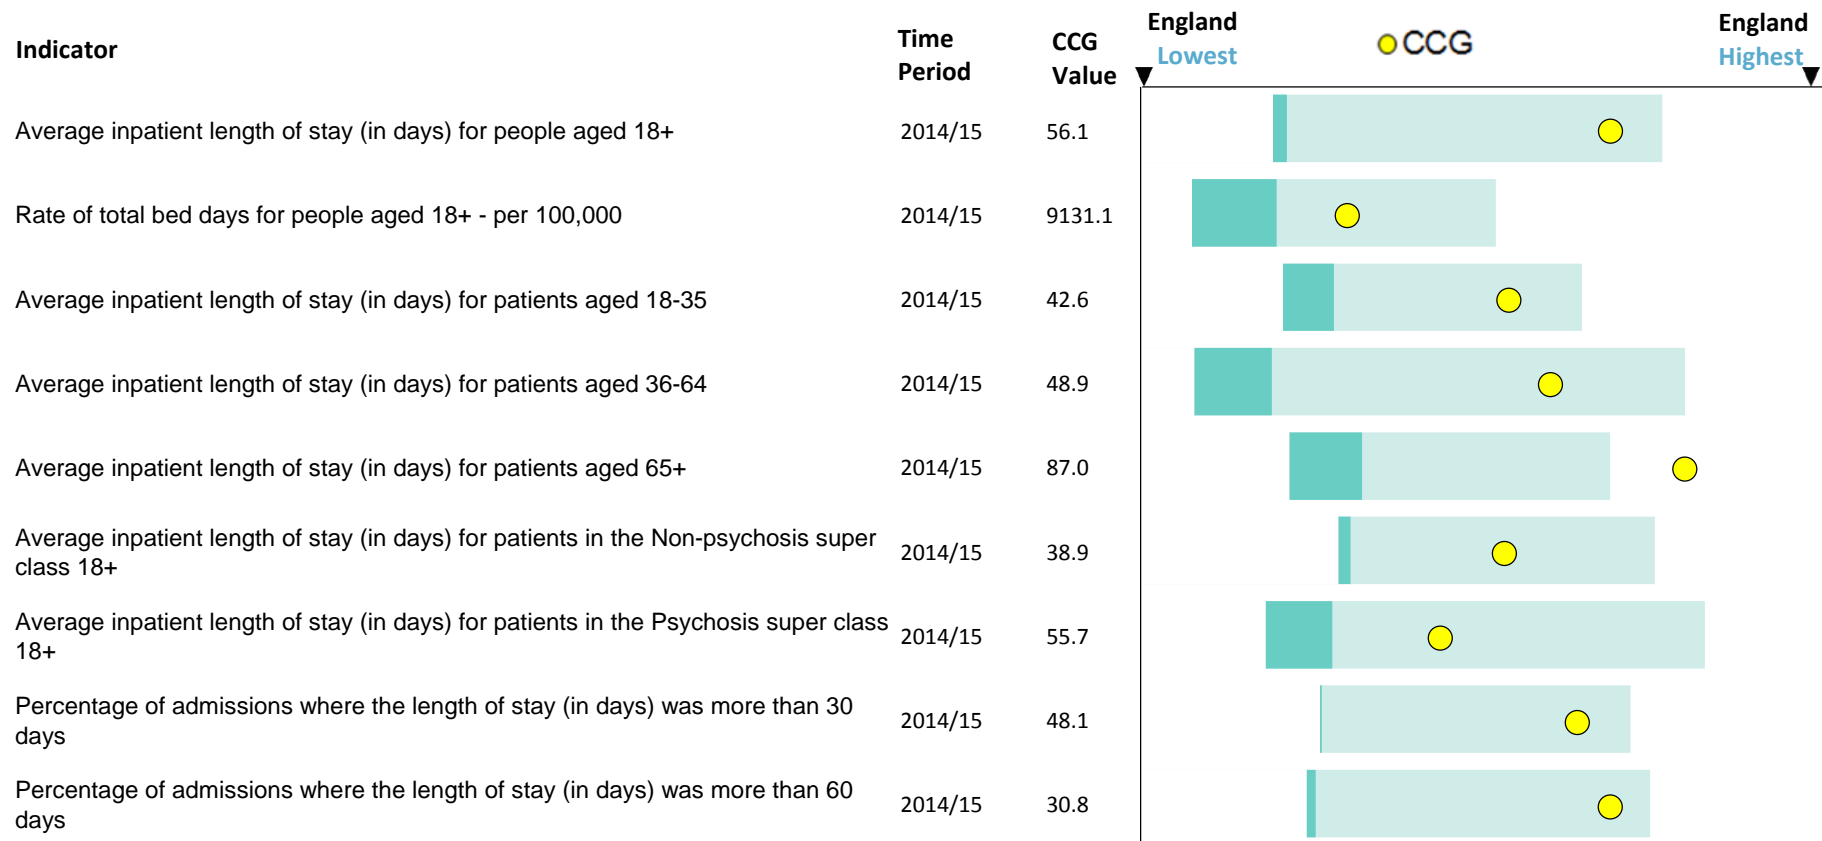 Indicator
Time Period
CCG Value
England Lowest
CCG
England Highest
Average inpatient length of stay (in days) for people aged 18+ 2014/15 56.1
Rate of total bed days for people aged 18+ - per 100,000 2014/15 9131.1
Average inpatient length of stay (in days) for patients aged 18-35 2014/15 42.6
Average inpatient length of stay (in days) for patients aged 36-64 2014/15 48.9
Average inpatient length of stay (in days) for patients aged 65+ 2014/15 87.0
Average inpatient length of stay (in days) for patients in the Non-psychosis super
class 18+ 2014/15 38.9
Average inpatient length of stay (in days) for patients in the Psychosis super class
18+ 2014/15 55.7
Percentage of admissions where the length of stay (in days) was more than 30
days 2014/15 48.1
Percentage of admissions where the length of stay (in days) was more than 60
days 2014/15 30.8